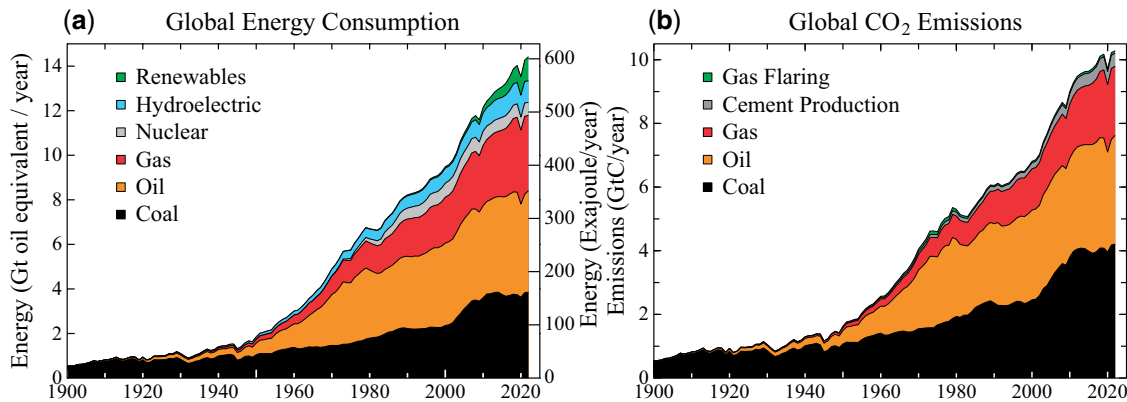 (a) Global Energy Consumption
Energy (Gt oil equivalent / year)
14
12
10
8
6
4
2
0
Renewables
Hydroelectric
Nuclear
Gas
Oil
Coal
600
500
400
300
200
100
0
Energy (Exajoule/year)
1900 1920 1940 1960 1980 2000 2020
(b) Global CO₂ Emissions
Emissions (GtC/year)
10
8
6
4
2
0
Gas Flaring
Cement Production
Gas
Oil
Coal
1900 1920 1940 1960 1980 2000 2020